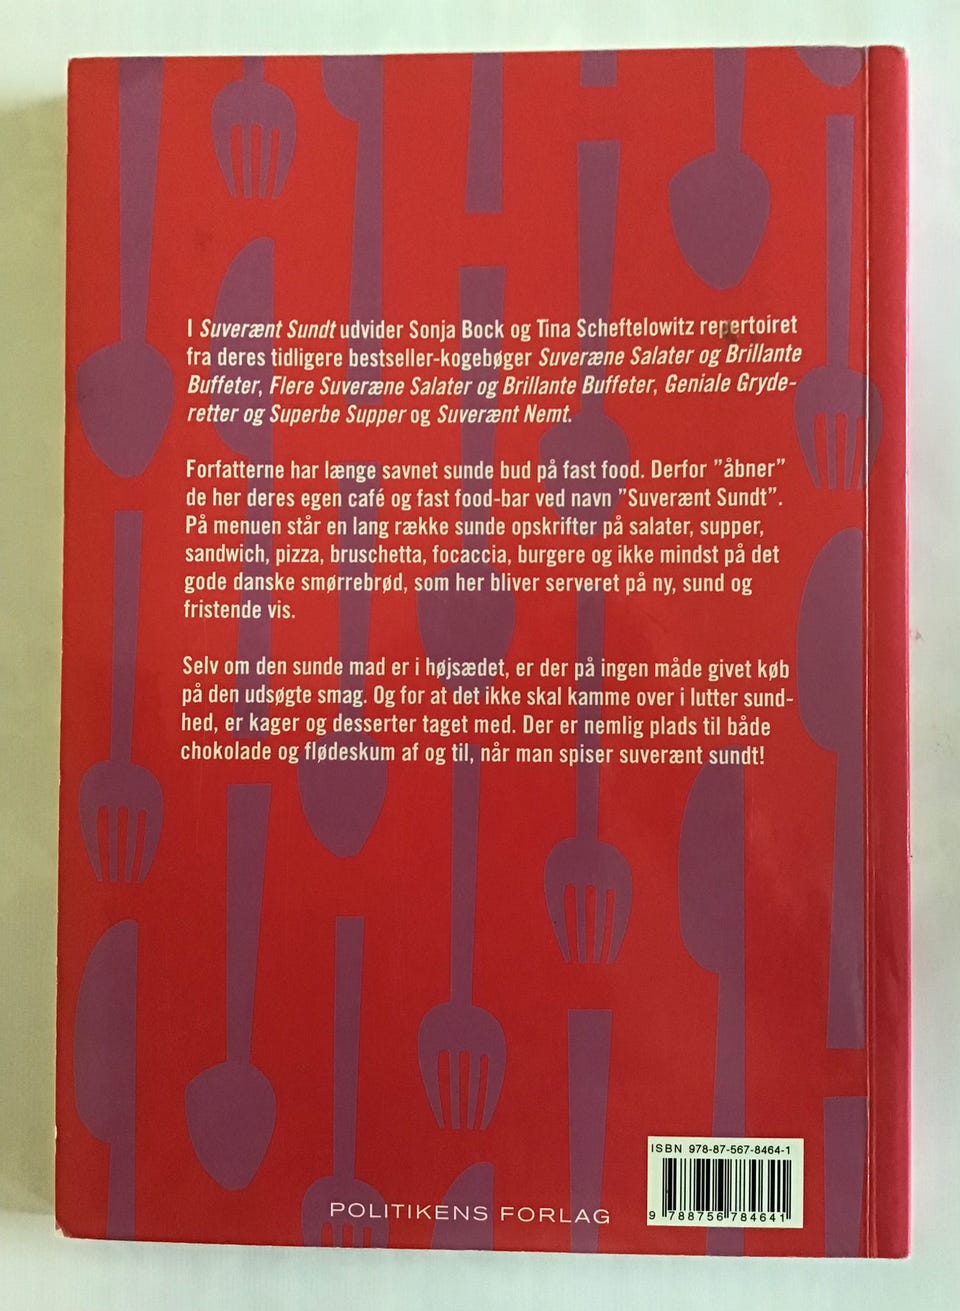 I Suverænt Sundt udvider Sonja Bock og Tina Scheftelowitz repertoiret
fra deres tidligere bestseller-kogebøger Suveræne Salater og Brillante
Buffeter, Flere Suveræne Salater og Brillante Buffeter, Geniale Gryde-
retter og Superbe Supper og Suverænt Nemt.
Forfatterne har længe savnet sunde bud på fast food. Derfor ”åbner”
de her deres egen café og fast food-bar ved navn ”Suverænt Sundt”.
På menuen står en lang række sunde opskrifter på salater, supper,
sandwich, pizza, bruschetta, focaccia, burgere og ikke mindst på det
gode danske smørrebrød, som her bliver serveret på ny, sund og
fristende vis.
Selv om den sunde mad er i højsædet, er der på ingen måde givet køb
på den udsøgte smag. Og for at det ikke skal kamme over i lutter sund-
hed, er kager og desserter taget med. Der er nemlig plads til både
chokolade og flødeskum af og til, når man spiser suverænt sundt!
ISBN 978-87-567-8464-1
9 788756 784641
POLITIKENS FORLAG